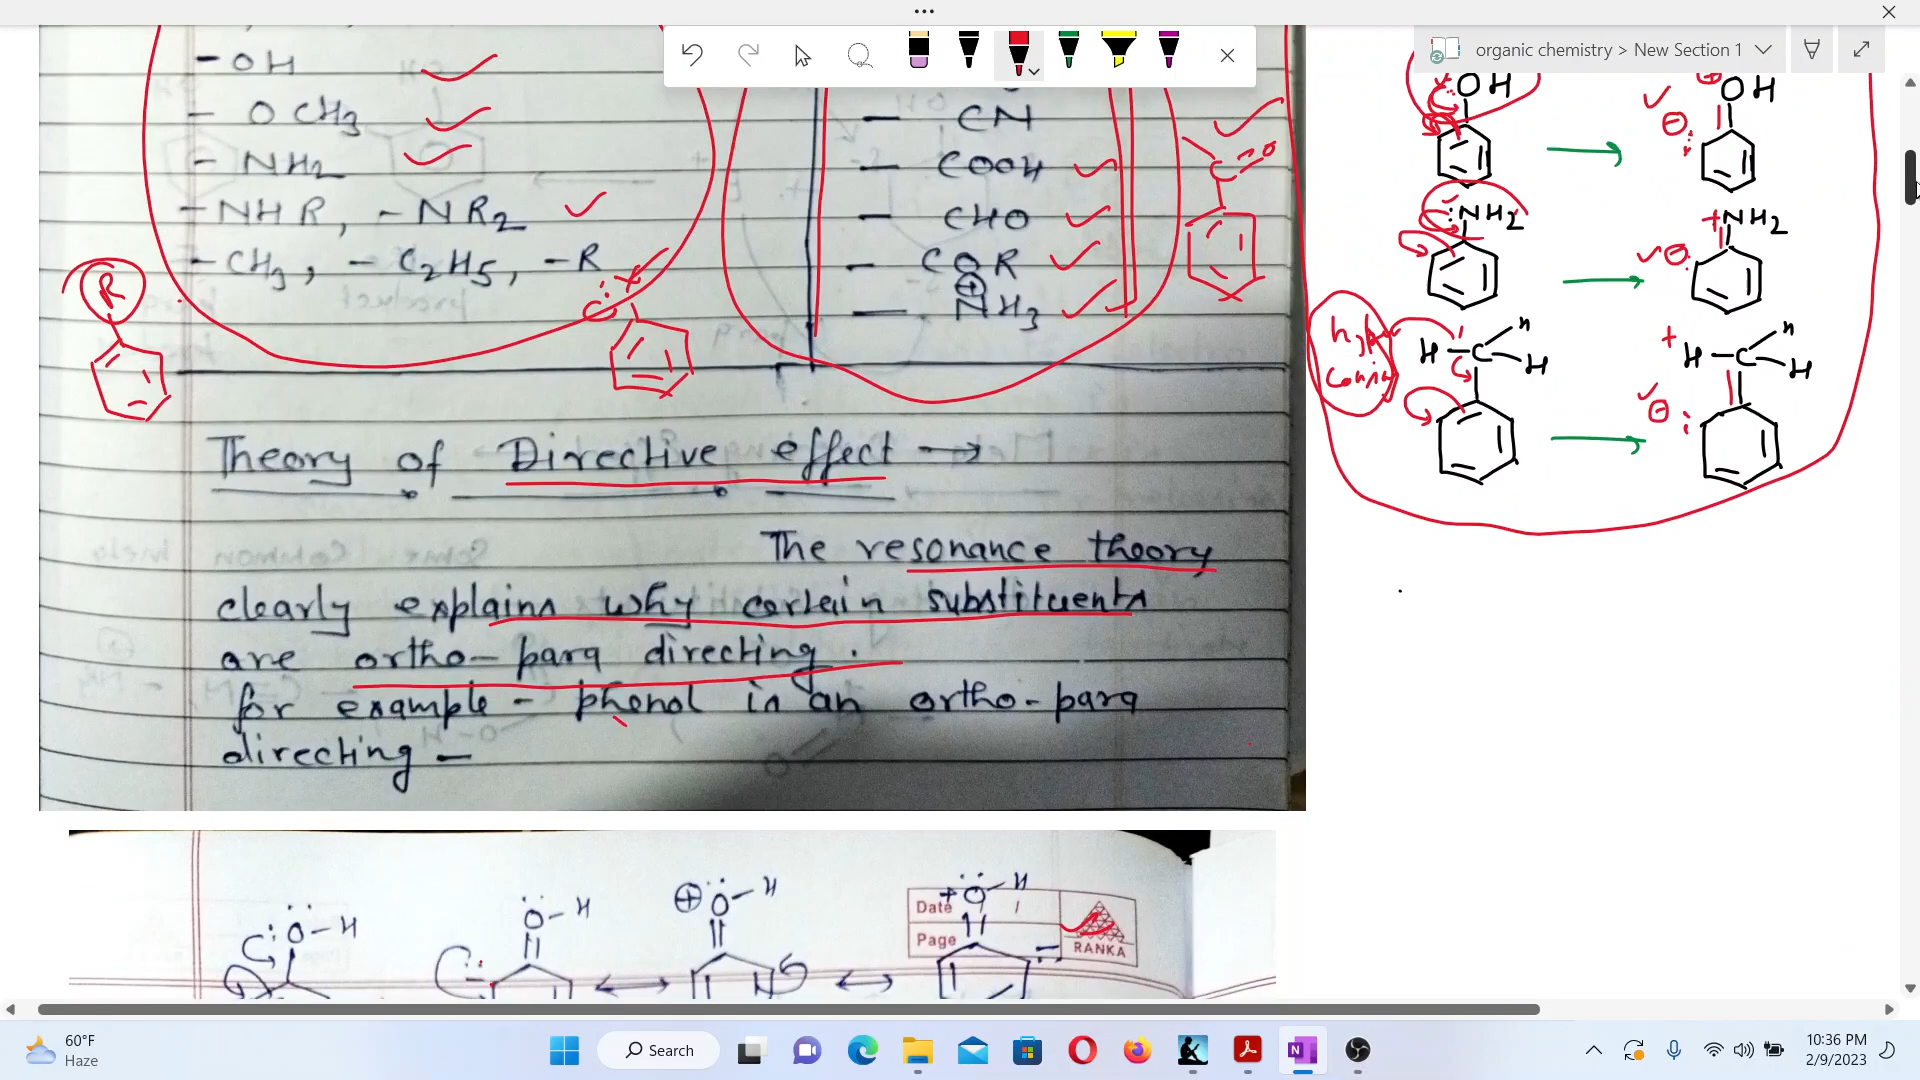 organic chemistry > New Section 1
- OH
- OCH3
- NH2
- NHR, - NR2
- CH3, - C2H5, - R
- CN
- COOH
- CHO
- COR
- NH3
⊕
R
C = O
OH
OH
⊕
⊖
NH2
+NH2
⊖
H - C - H
+
H - C
H
⊖
Theory of Directive effect →
The resonance theory
clearly explains why certain substituents
are ortho-para directing.
for example - phenol is an ortho-para
directing -
:O - H
O - H
⊕ O - H
+ O - H
Date
Page
RANKA
60°F
Haze
Search
10:36 PM
2/9/2023